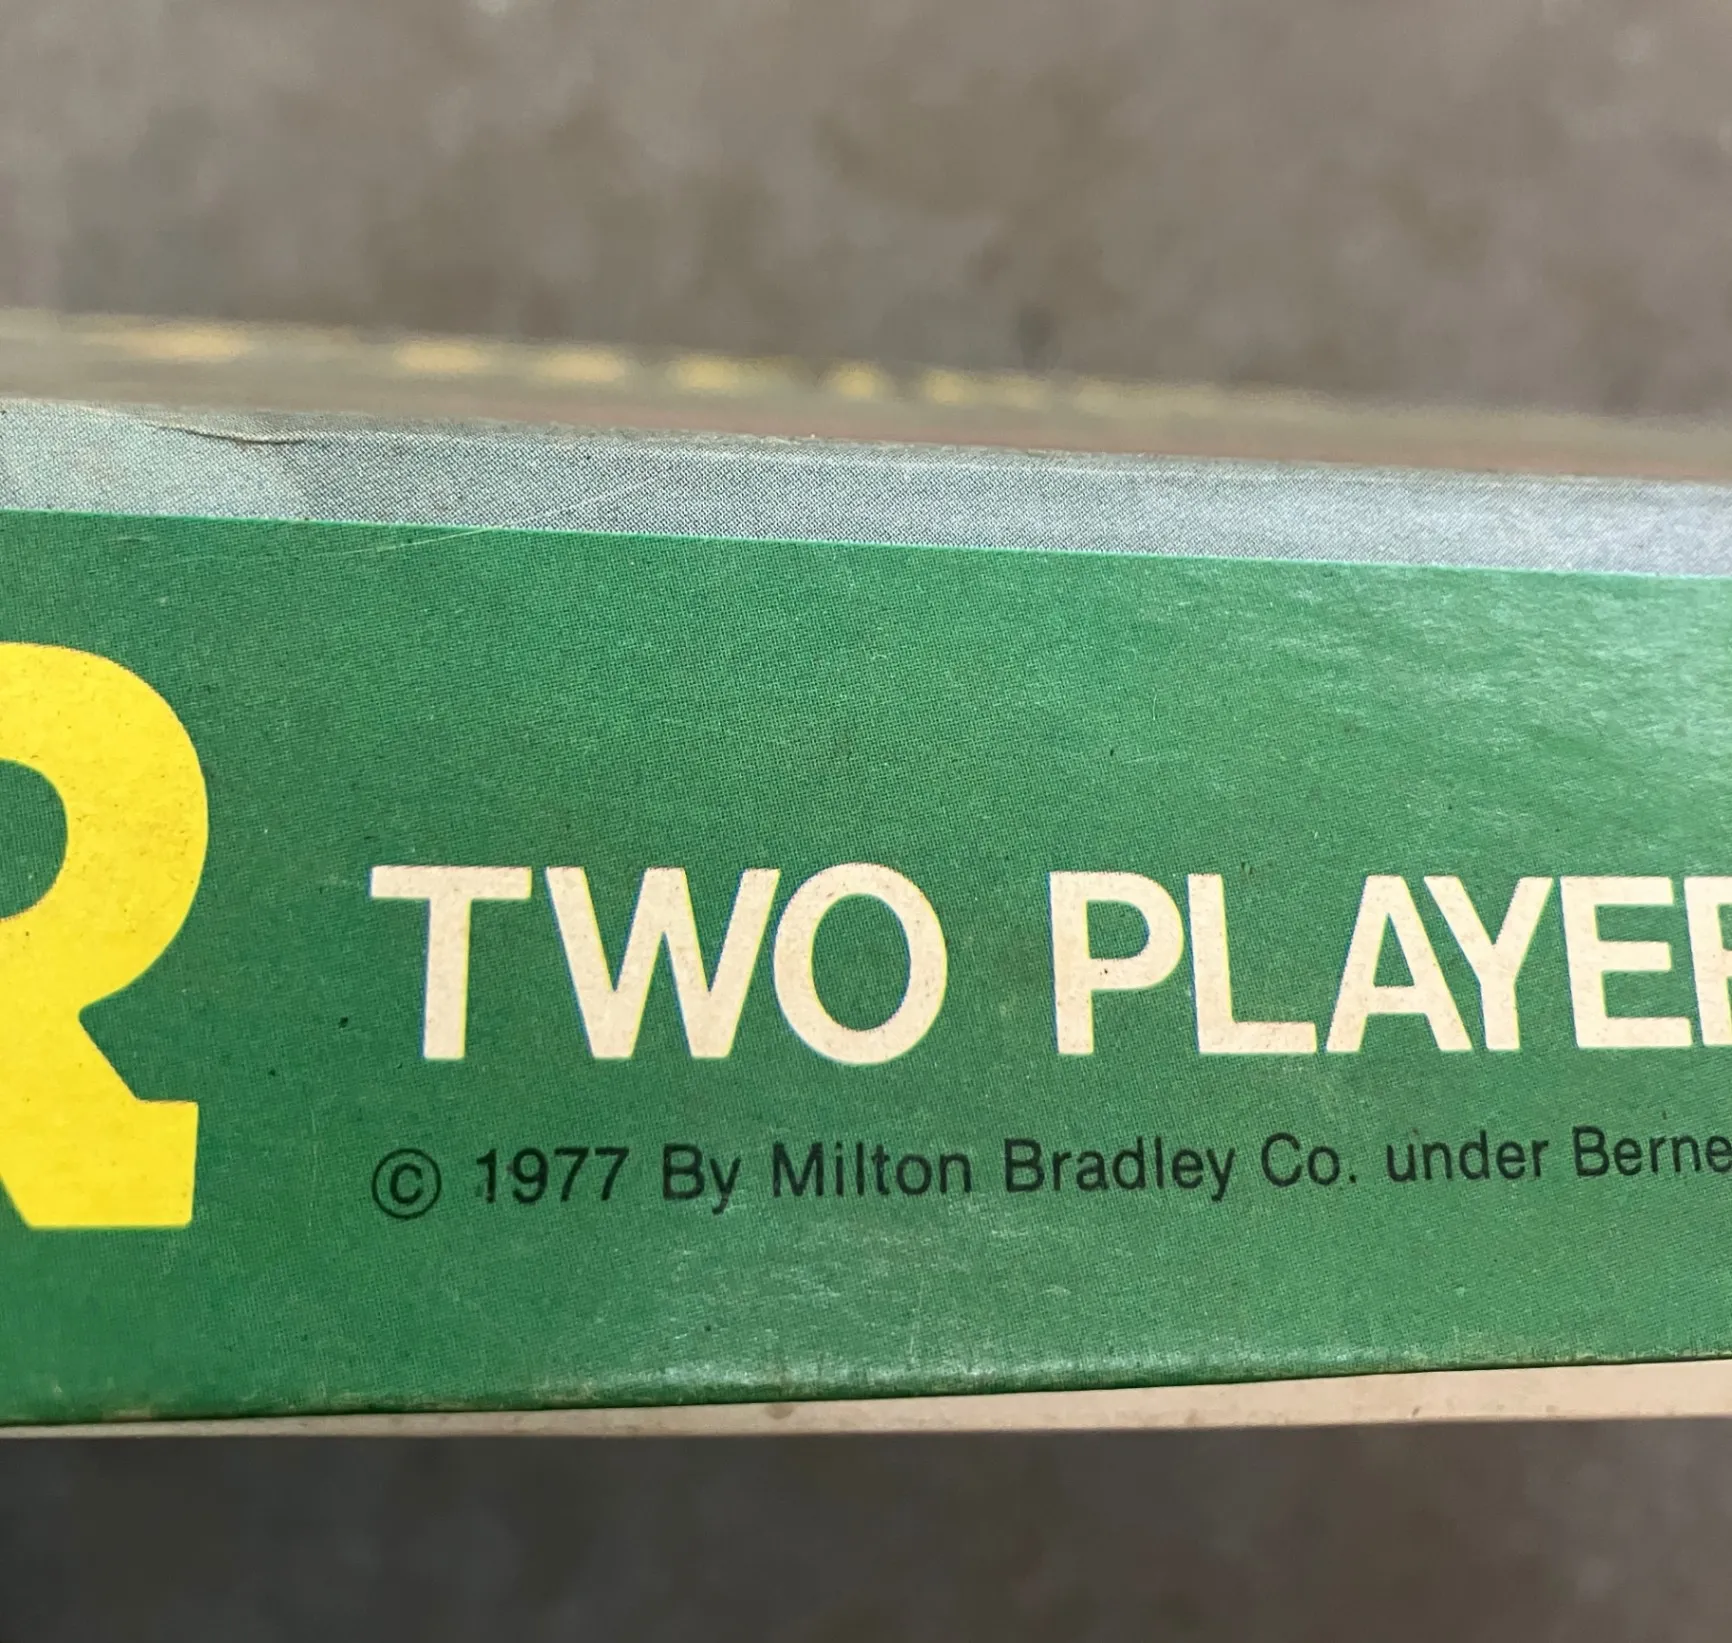 R
TWO PLAYER
© 1977 By Milton Bradley Co. under Berne